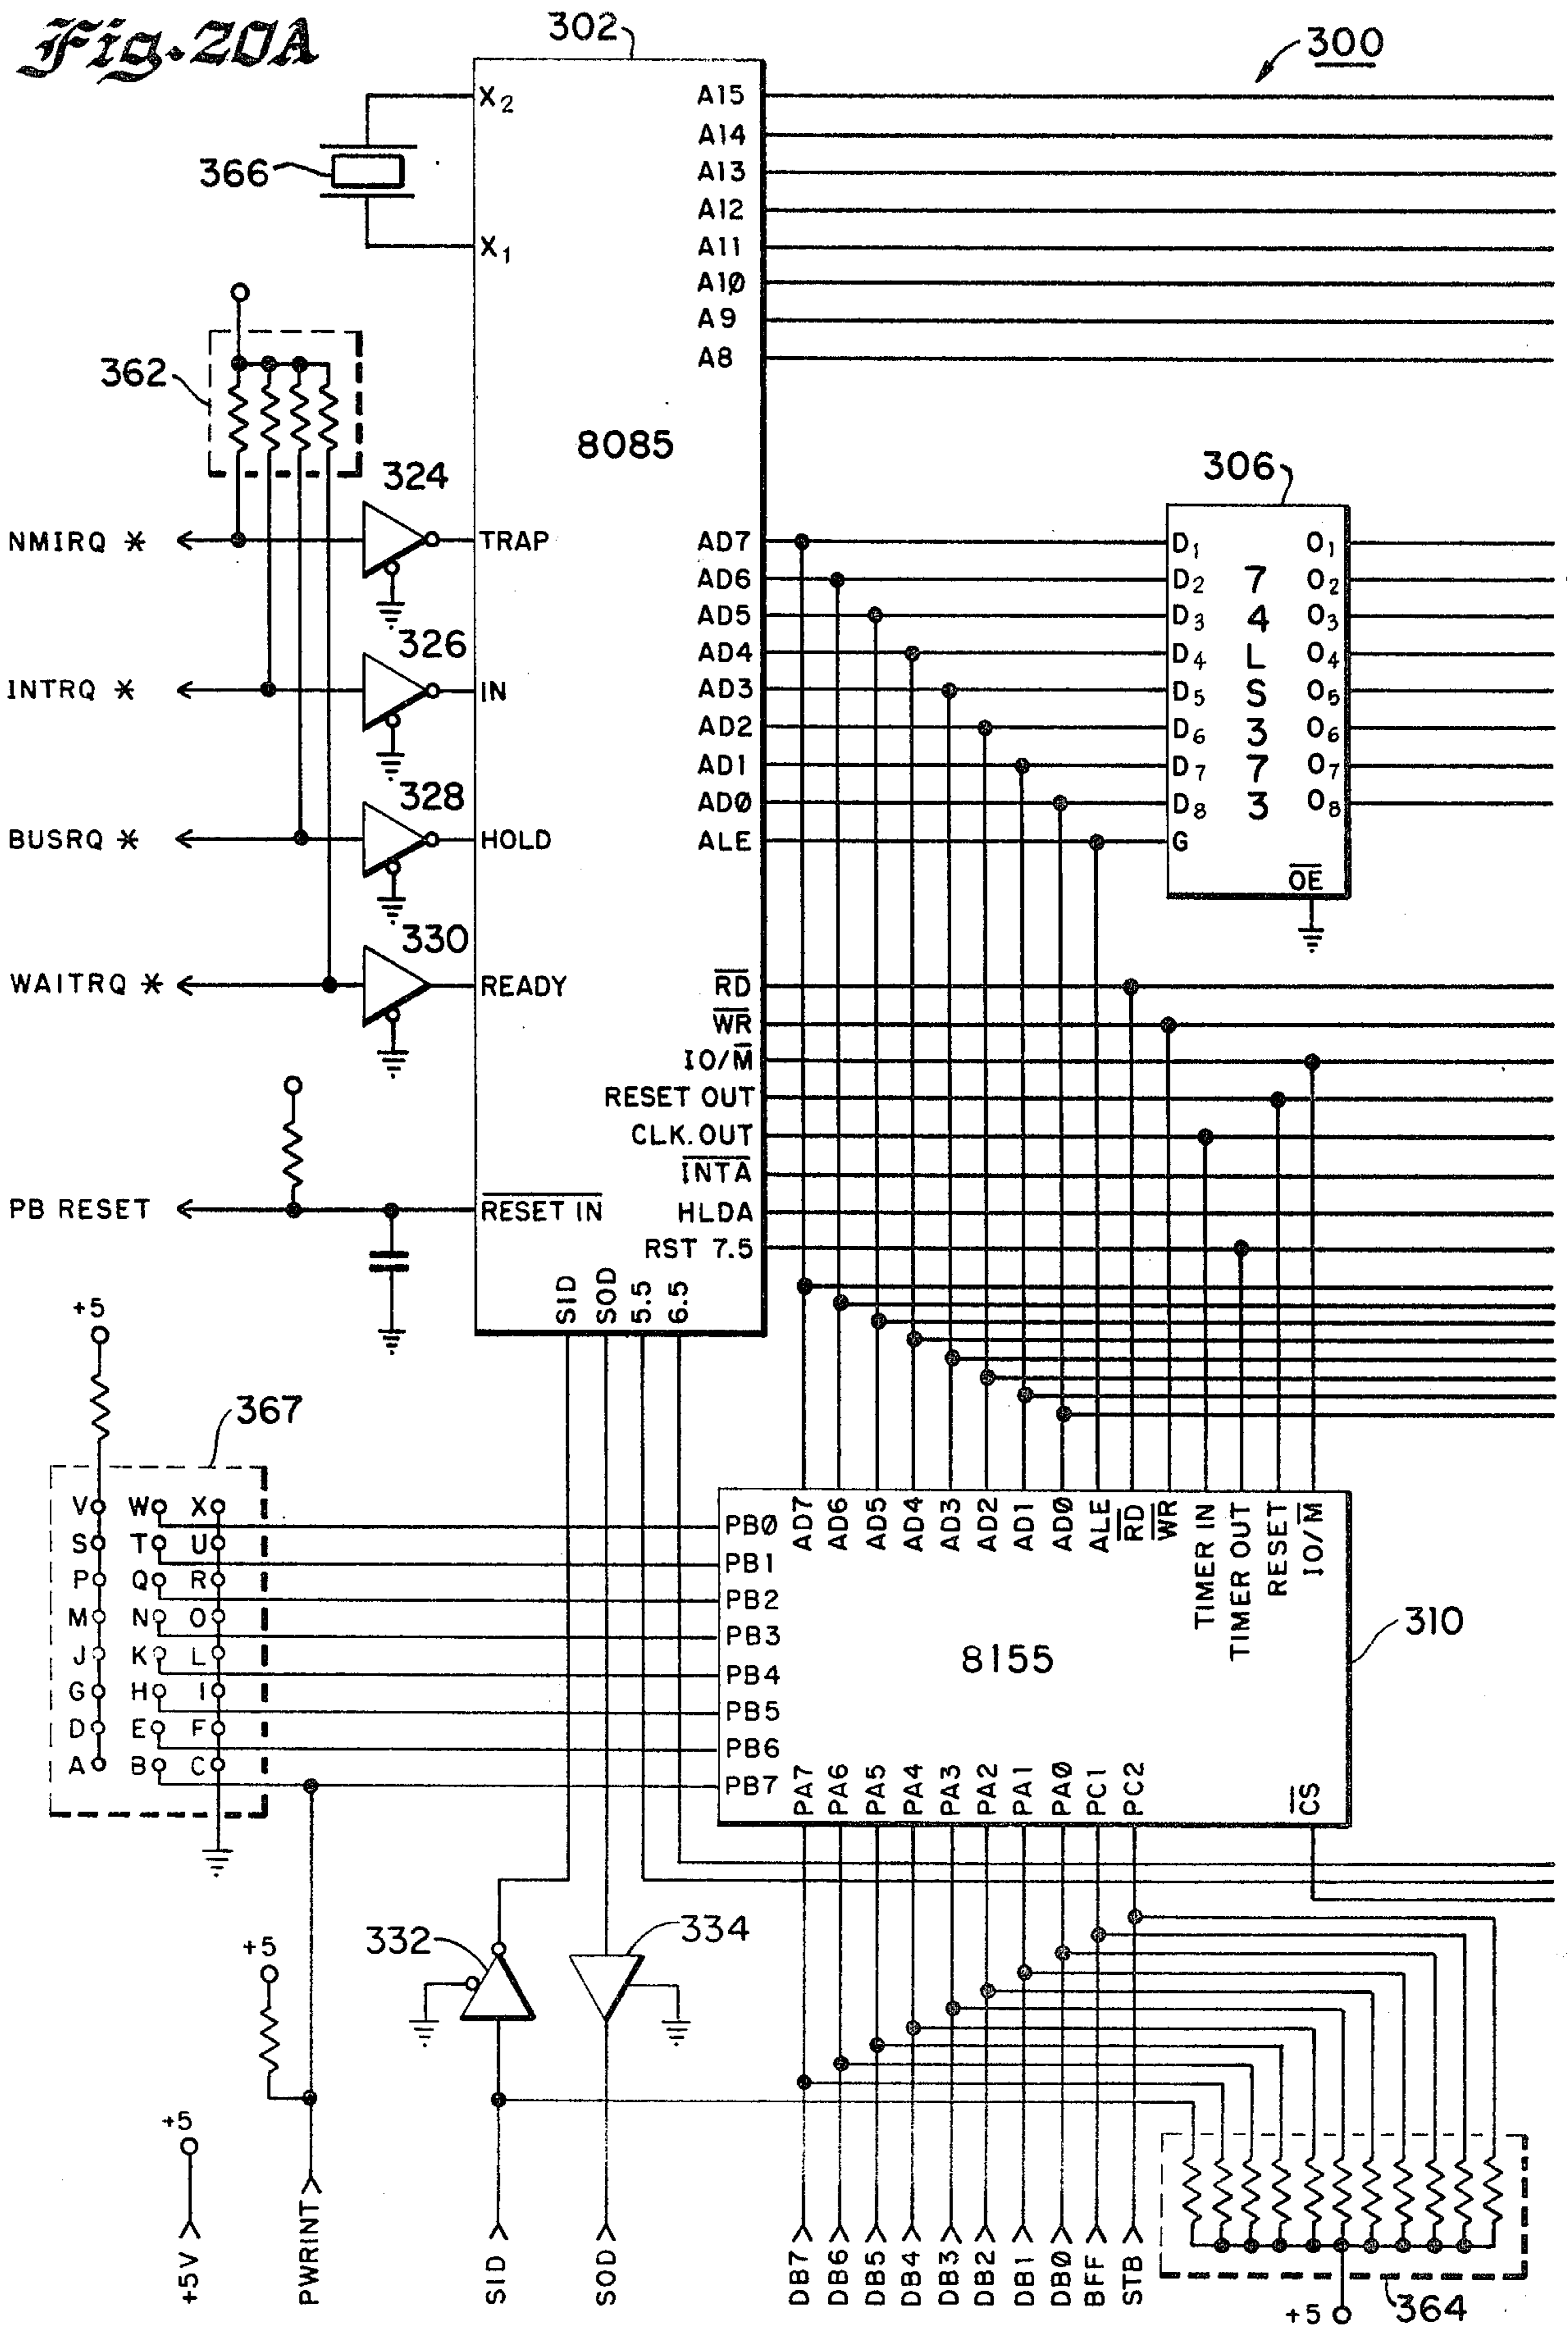 Fig. 20A
302
300
X2
A15
A14
366
A13
A12
X1
A11
A10
A9
A8
362
8085
324
306
NMIRQ *
TRAP
AD7
D1
O1
AD6
D2
7
O2
AD5
D3
4
O3
326
AD4
D4
L
O4
INTRQ *
IN
AD3
D5
S
O5
AD2
D6
3
O6
AD1
D7
7
O7
328
AD0
D8
3
O8
BUSRQ *
HOLD
ALE
G
OE
330
WAITRQ *
READY
RD
WR
IO/M
RESET OUT
CLK. OUT
INTA
PB RESET
RESET IN
HLDA
RST 7.5
SID
SOD
5.5
6.5
+5
367
V W X
S T U
P Q R
M N O
J K L
G H I
D E F
A B C
PB0
PB1
PB2
PB3
PB4
PB5
PB6
PB7
AD7
AD6
AD5
AD4
AD3
AD2
AD1
AD0
ALE
RD
WR
TIMER IN
TIMER OUT
RESET
IO/M
8155
310
PA7
PA6
PA5
PA4
PA3
PA2
PA1
PA0
PC1
PC2
CS
332
334
+5
+5
+5V
PWRINT
SID
SOD
DB7
DB6
DB5
DB4
DB3
DB2
DB1
DB0
BFF
STB
+5
364